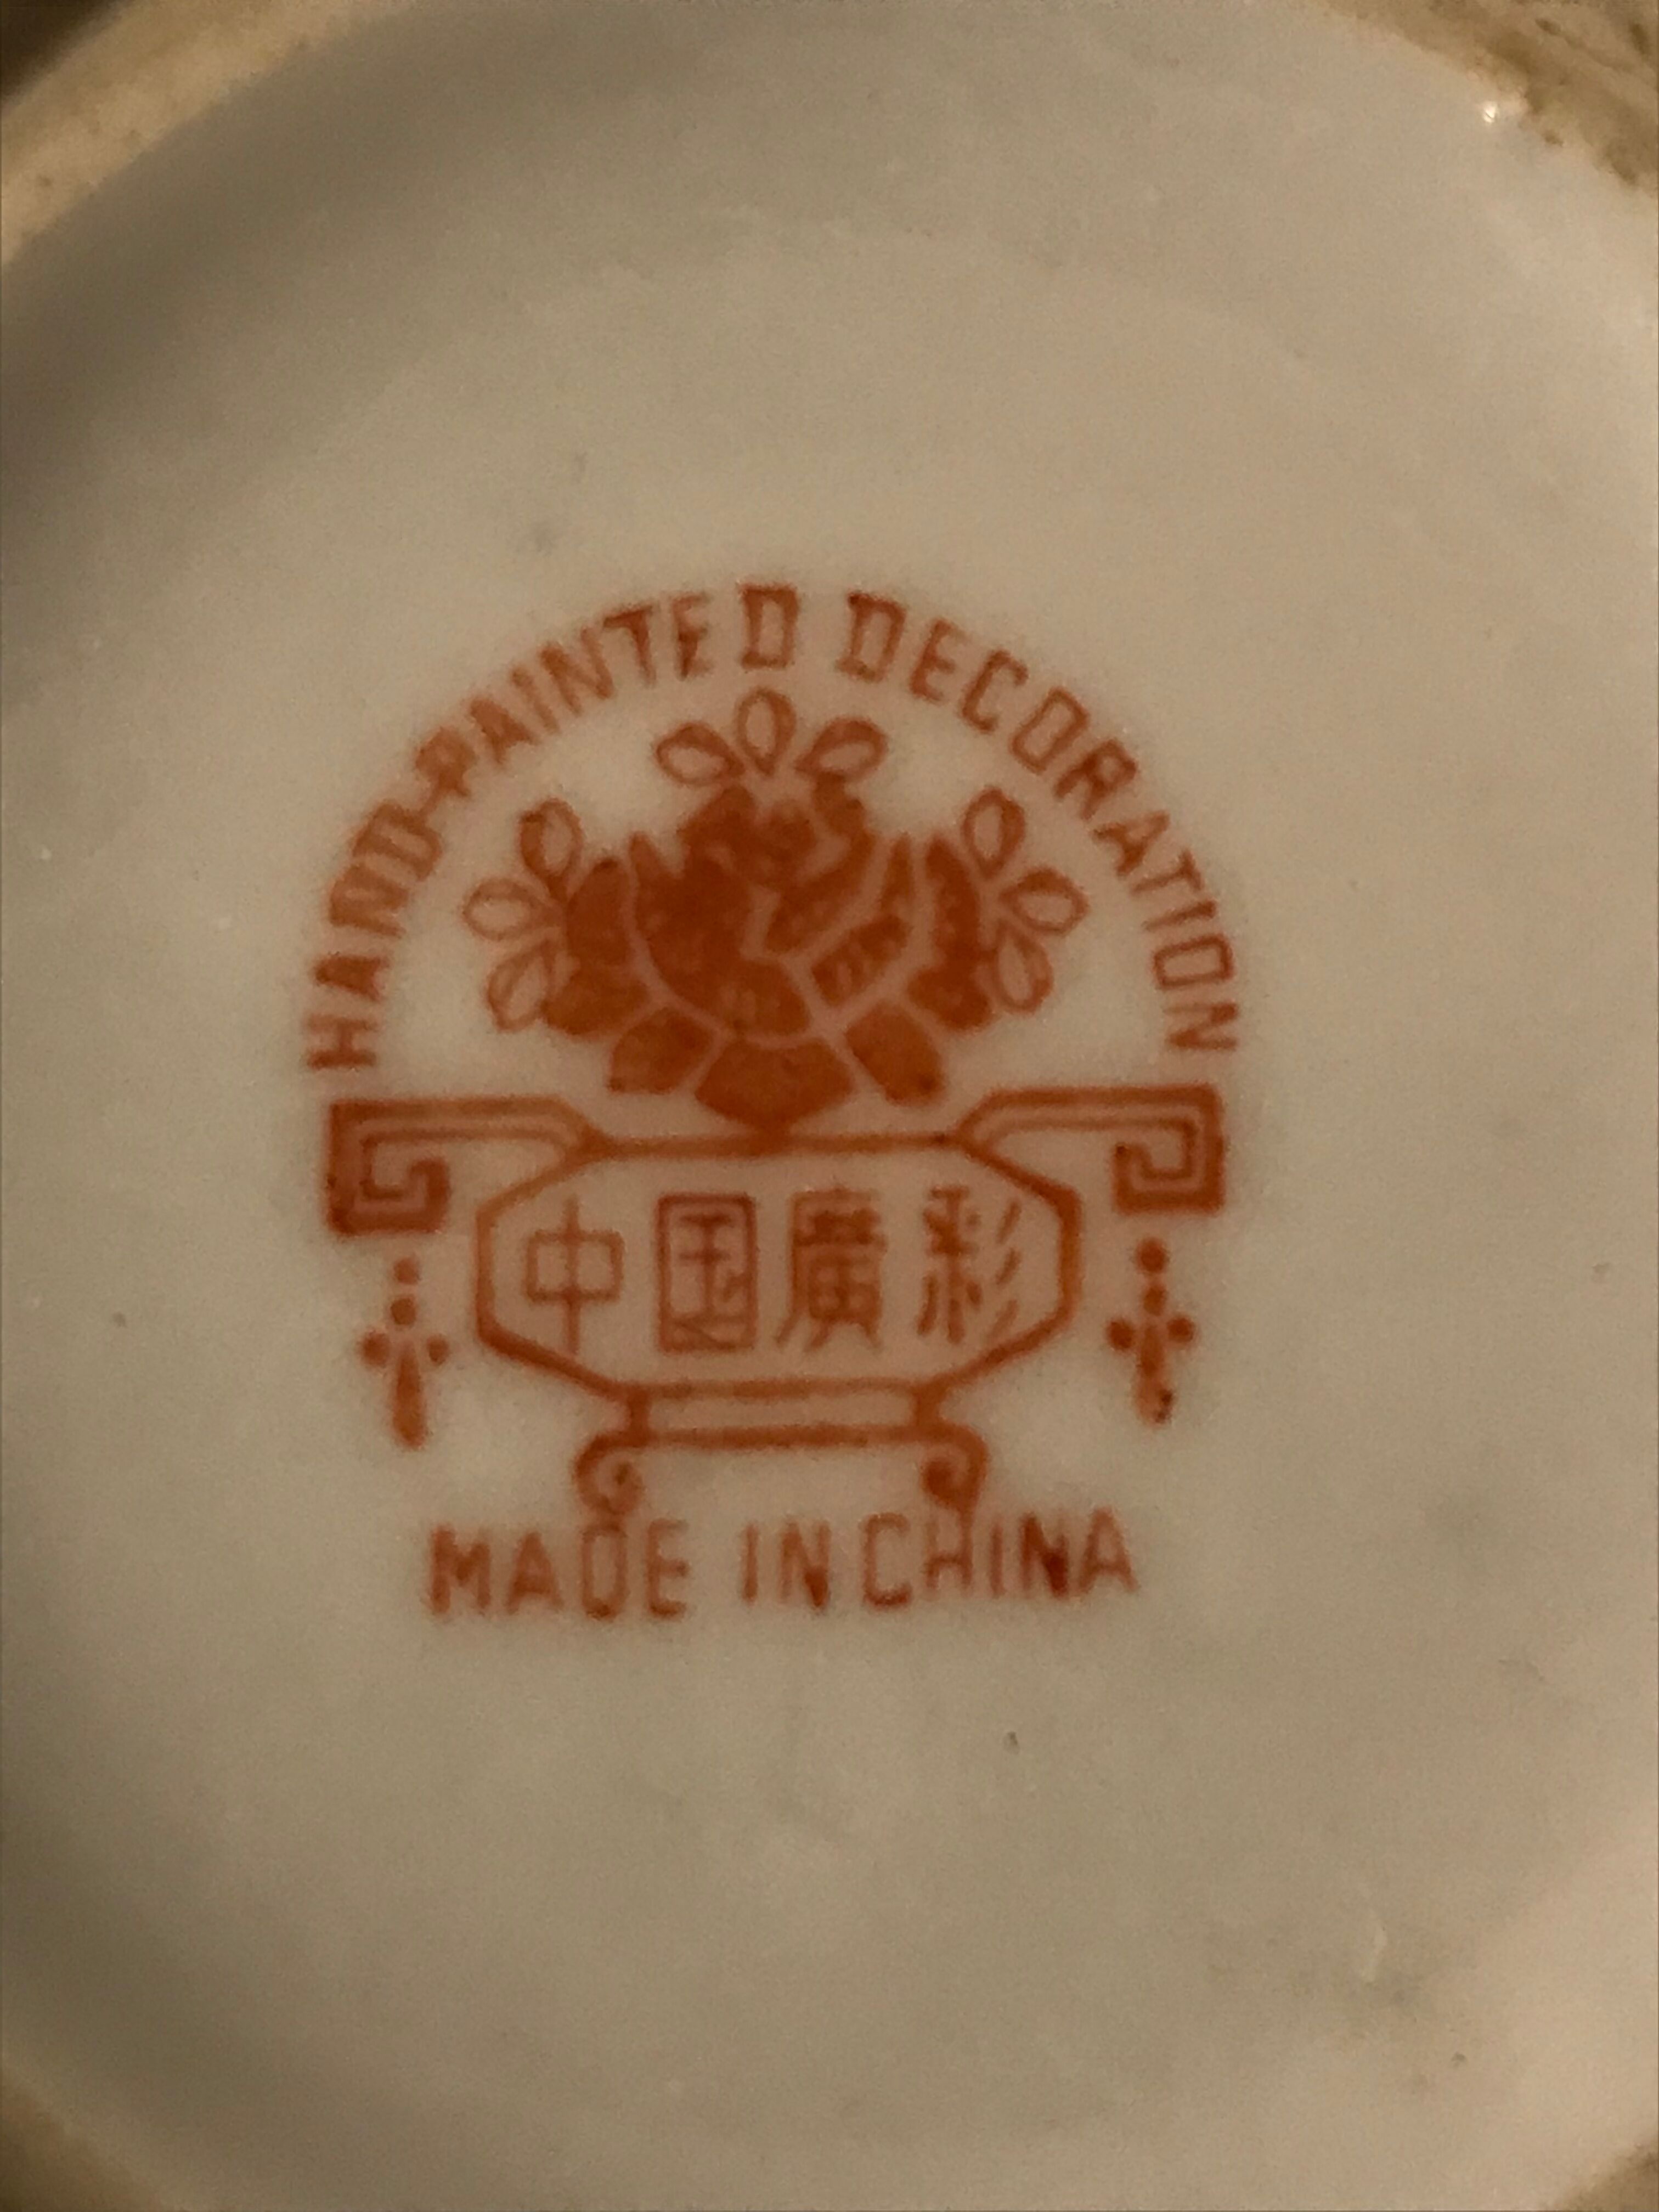 HAND-PAINTED DECORATION
中国廣彩
MADE IN CHINA